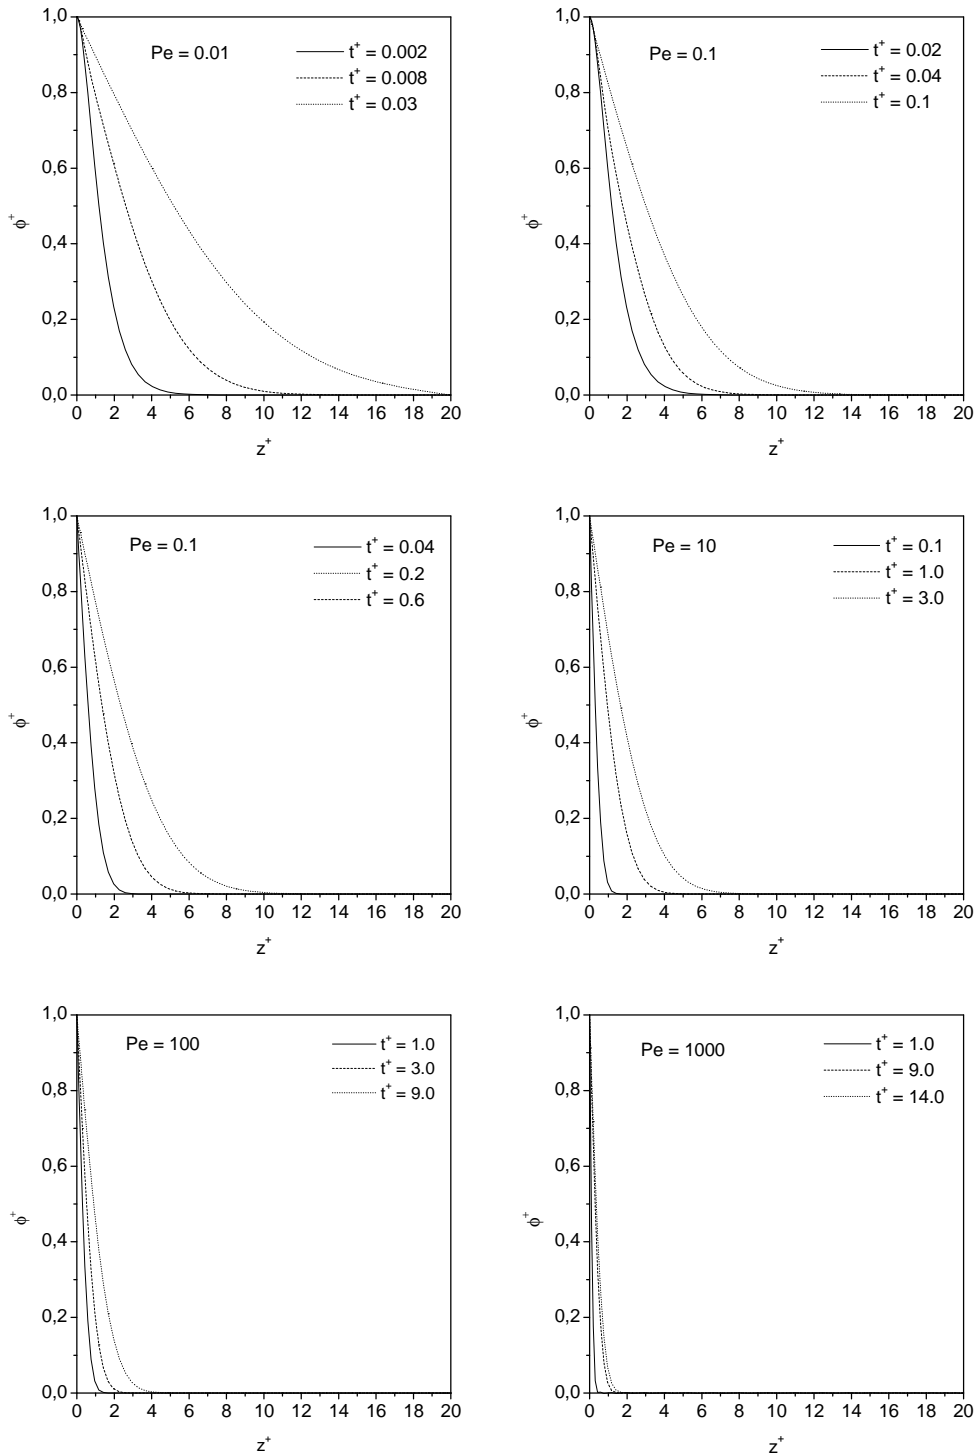 1,0
0,8
0,6
0,4
0,2
0,0
ϕ⁺
Pe = 0.01
t⁺ = 0.002
t⁺ = 0.008
t⁺ = 0.03
0 2 4 6 8 10 12 14 16 18 20
z⁺
1,0
0,8
0,6
0,4
0,2
0,0
ϕ⁺
Pe = 0.1
t⁺ = 0.02
t⁺ = 0.04
t⁺ = 0.1
0 2 4 6 8 10 12 14 16 18 20
z⁺
1,0
0,8
0,6
0,4
0,2
0,0
ϕ⁺
Pe = 0.1
t⁺ = 0.04
t⁺ = 0.2
t⁺ = 0.6
0 2 4 6 8 10 12 14 16 18 20
z⁺
1,0
0,8
0,6
0,4
0,2
0,0
ϕ⁺
Pe = 10
t⁺ = 0.1
t⁺ = 1.0
t⁺ = 3.0
0 2 4 6 8 10 12 14 16 18 20
z⁺
1,0
0,8
0,6
0,4
0,2
0,0
ϕ⁺
Pe = 100
t⁺ = 1.0
t⁺ = 3.0
t⁺ = 9.0
0 2 4 6 8 10 12 14 16 18 20
z⁺
1,0
0,8
0,6
0,4
0,2
0,0
ϕ⁺
Pe = 1000
t⁺ = 1.0
t⁺ = 9.0
t⁺ = 14.0
0 2 4 6 8 10 12 14 16 18 20
z⁺